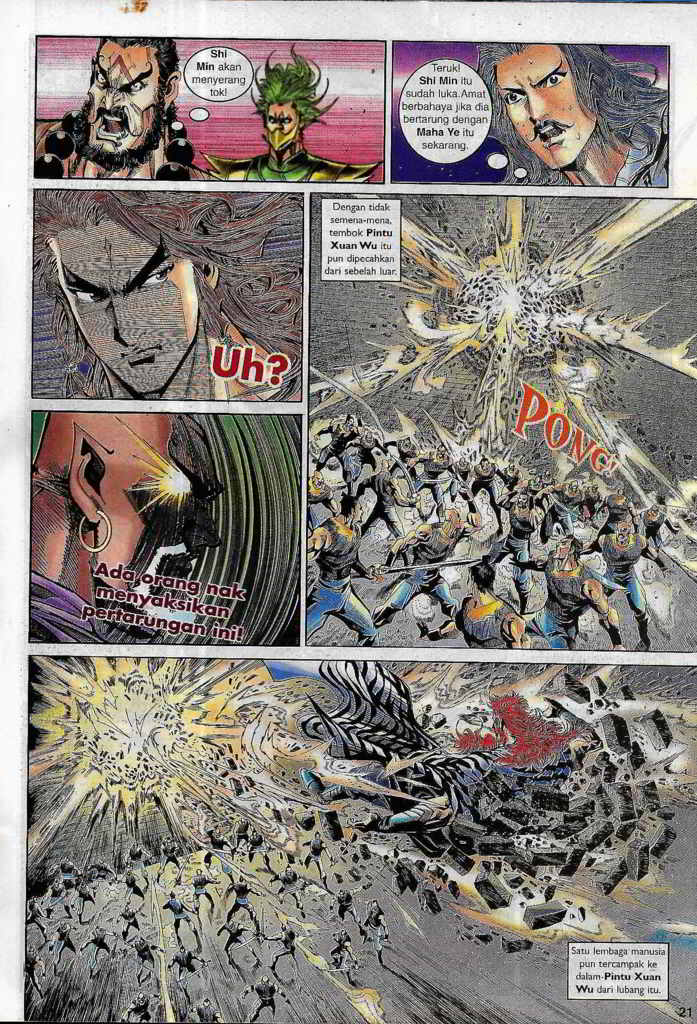 Shi
Min akan
menyerang
tok!
Teruk!
Shi Min itu
sudah luka.Amat
berbahaya jika dia
bertarung dengan
Maha Ye itu
sekarang.
Uh?
Dengan tidak
semena-mena,
tembok Pintu
Xuan Wu itu
pun dipecahkan
dari sebelah luar.
PONG!
Ada orang nak
menyaksikan
pertarungan ini!
Satu lembaga manusia
pun tercampak ke
dalam Pintu Xuan
Wu dari lubang itu.
21